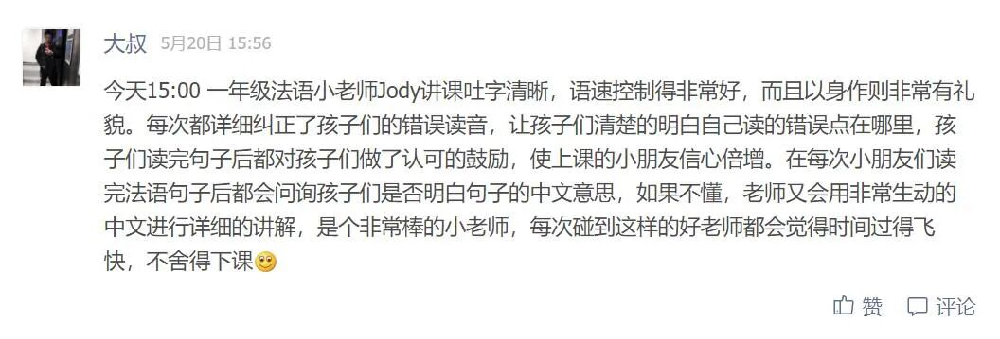 大叔 5月20日 15:56
今天15:00 一年级法语小老师Jody讲课吐字清晰，语速控制得非常好，而且以身作则非常有礼
貌。每次都详细纠正了孩子们的错误读音，让孩子们清楚的明白自己读的错误点在哪里，孩
子们读完句子后都对孩子们做了认可的鼓励，使上课的小朋友信心倍增。在每次小朋友们读
完法语句子后都会问询孩子们是否明白句子的中文意思，如果不懂，老师又会用非常生动的
中文进行详细的讲解，是个非常棒的小老师，每次碰到这样的好老师都会觉得时间过得飞
快，不舍得下课
赞 评论